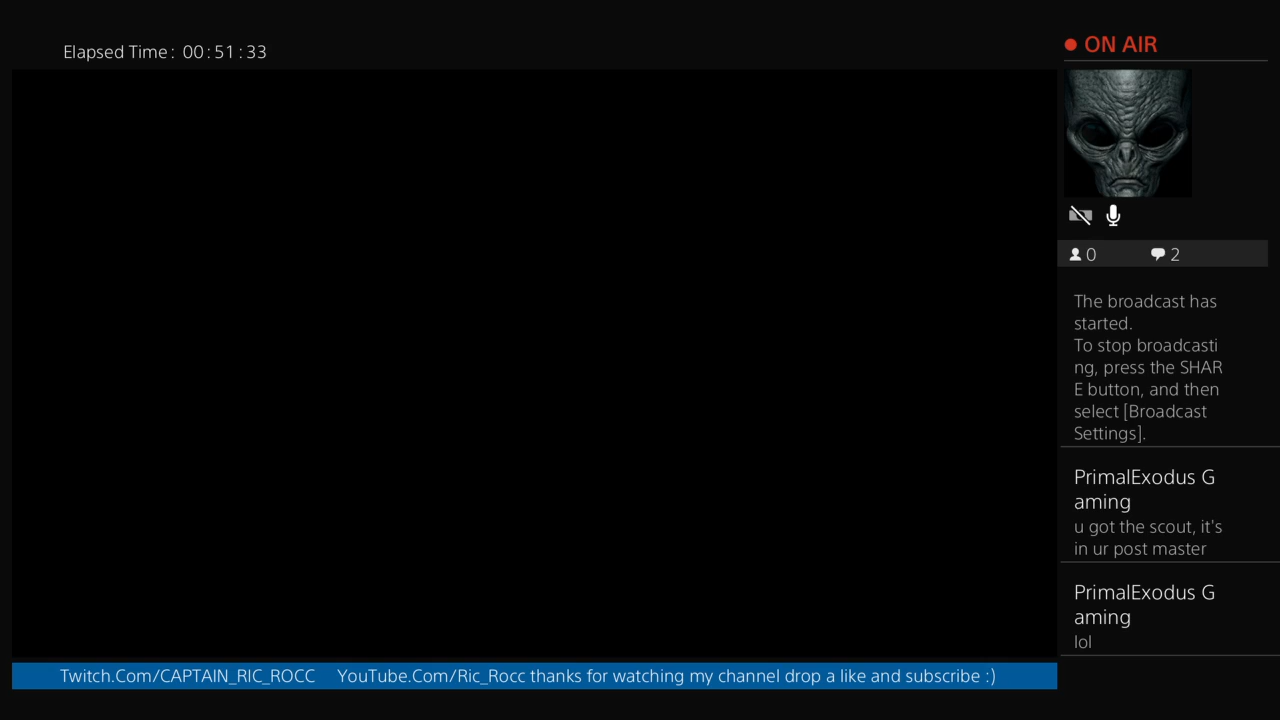 Elapsed Time: 00:51:33
ON AIR
0 2
The broadcast has
started.
To stop broadcasti
ng, press the SHAR
E button, and then
select [Broadcast
Settings].
PrimalExodus G
aming
u got the scout, it's
in ur post master
PrimalExodus G
aming
lol
Twitch.Com/CAPTAIN_RIC_ROCC YouTube.Com/Ric_Rocc thanks for watching my channel drop a like and subscribe :)